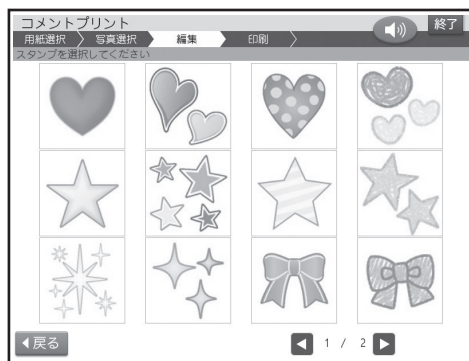 コメントプリント
終了
用紙選択 写真選択 編集 印刷
スタンプを選択してください
戻る
1 / 2